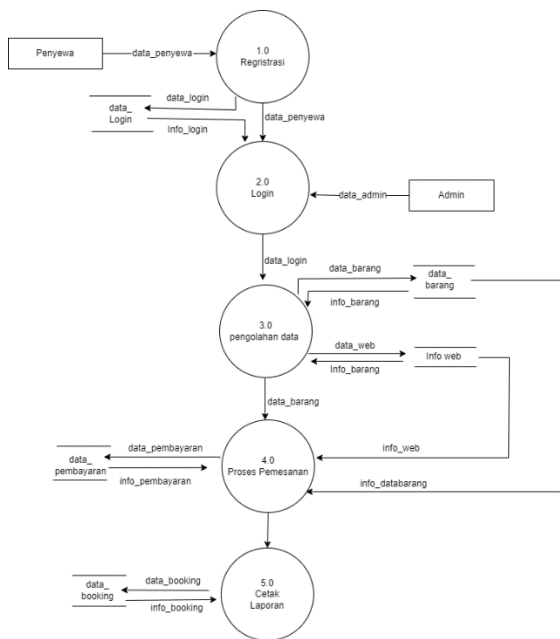 1.0
Regristrasi
Penyewa
data_penyewa
data_login
data_
Login
Info_login
data_penyewa
2.0
Login
data_admin
Admin
data_login
data_barang
data_
barang
info_barang
3.0
pengolahan data
data_web
Info web
Info_barang
data_barang
data_pembayaran
4.0
Proses Pemesanan
info_web
data_
pembayaran
info_pembayaran
info_databarang
5.0
Cetak
Laporan
data_booking
data_
booking
info_booking